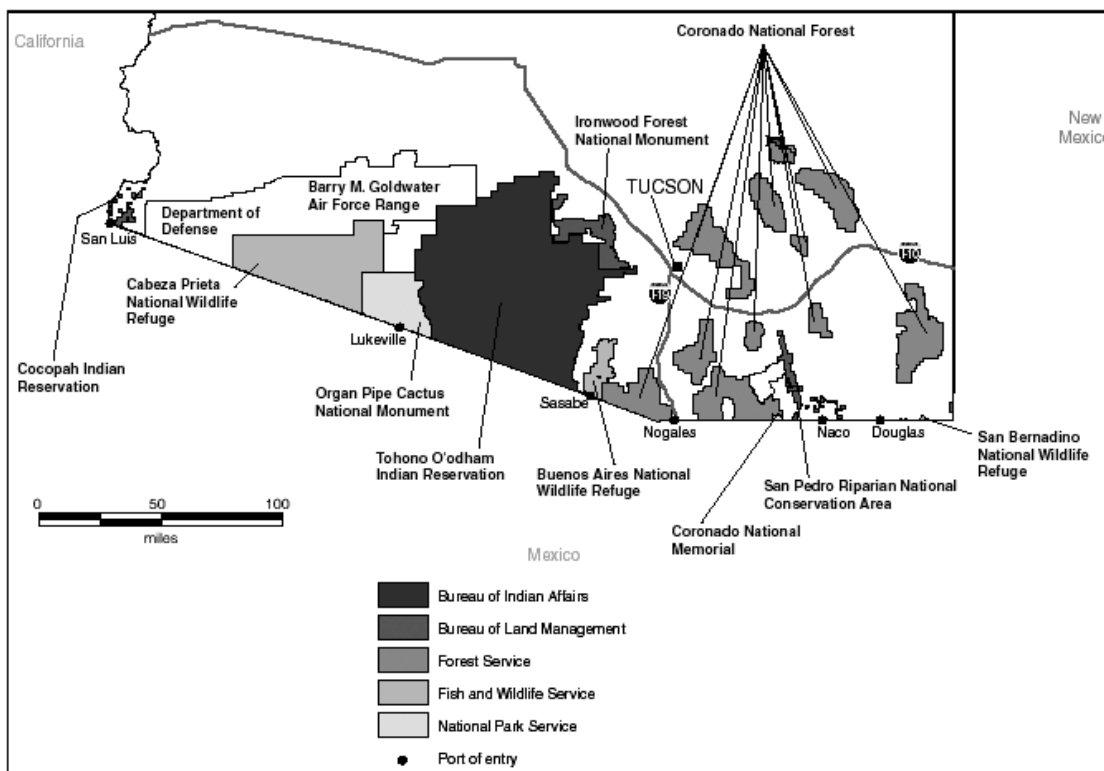 California
Coronado National Forest
New
Mexico
Ironwood Forest
National Monument
TUCSON
Barry M. Goldwater
Air Force Range
Department of
Defense
San Luis
I-10
I-19
Cabeza Prieta
National Wildlife
Refuge
Lukeville
Cocopah Indian
Reservation
Organ Pipe Cactus
National Monument
Sasabe
Nogales
Naco
Douglas
San Bernadino
National Wildlife
Refuge
Tohono O'odham
Indian Reservation
Buenos Aires National
Wildlife Refuge
San Pedro Riparian National
Conservation Area
Coronado National
Memorial
0 50 100
miles
Mexico
Bureau of Indian Affairs
Bureau of Land Management
Forest Service
Fish and Wildlife Service
National Park Service
Port of entry